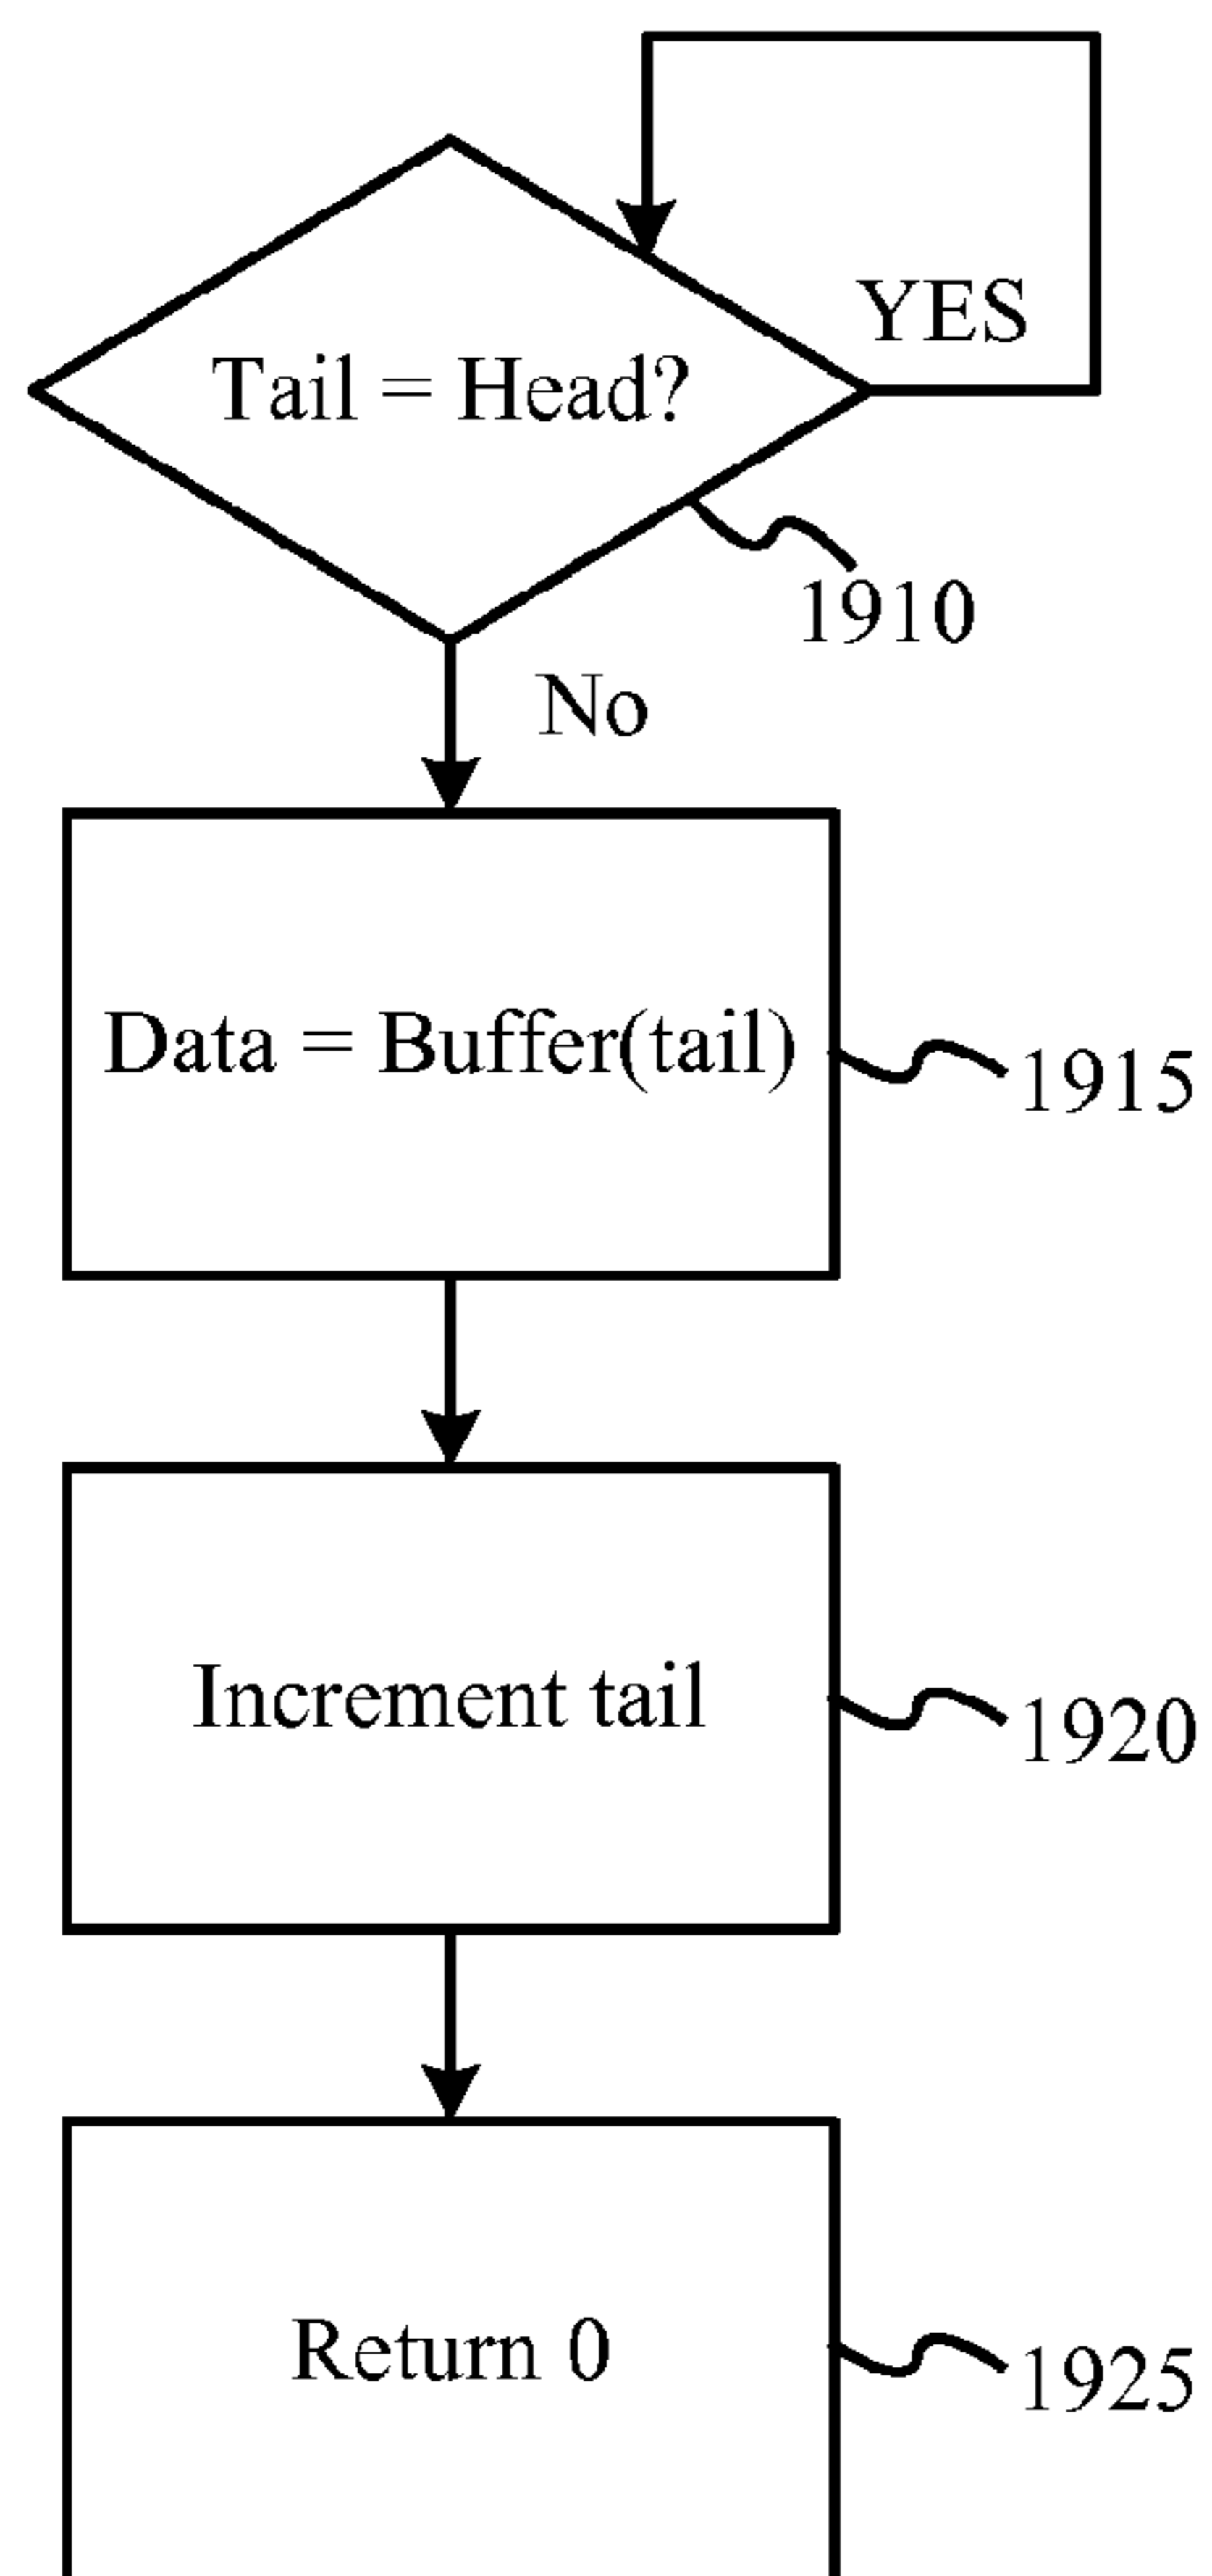 YES
Tail = Head?
1910
No
Data = Buffer(tail)
1915
Increment tail
1920
Return 0
1925